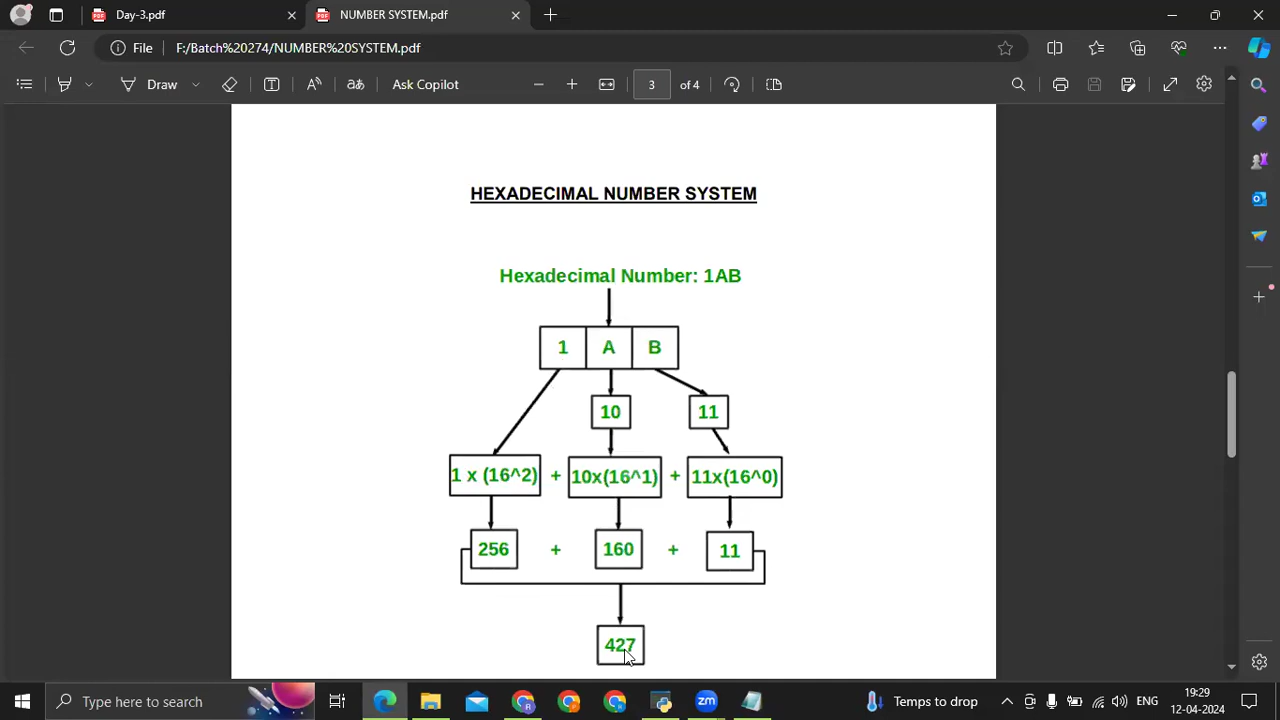 Day-3.pdf
NUMBER SYSTEM.pdf
File
F:/Batch%20274/NUMBER%20SYSTEM.pdf
Draw
Ask Copilot
3 of 4
HEXADECIMAL NUMBER SYSTEM
Hexadecimal Number: 1AB
1 A B
10 11
1 x (16^2) + 10x(16^1) + 11x(16^0)
256 + 160 + 11
427
Type here to search
Temps to drop
ENG
19:29
12-04-2024